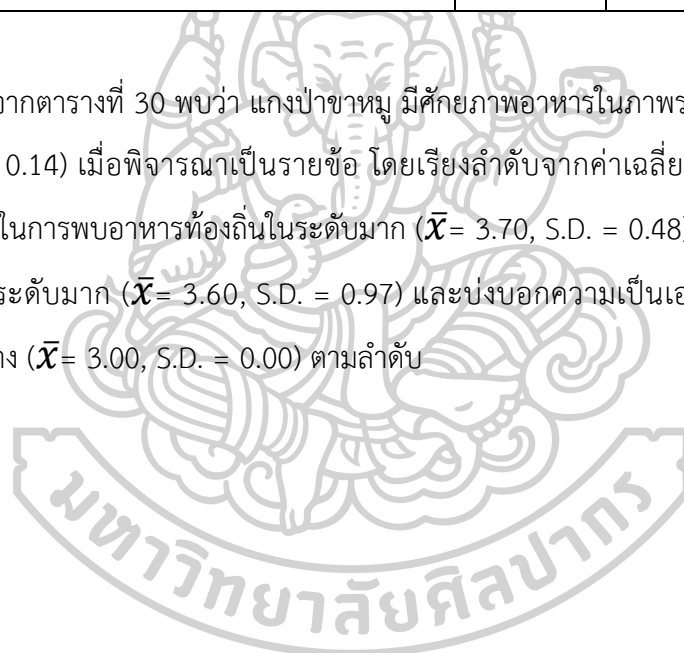 จากตารางที่ 30 พบว่า แกงป่าขาหมู มีศักยภาพอาหารในภาพร
0.14) เมื่อพิจารณาเป็นรายข้อ โดยเรียงลำดับจากค่าเฉลี่ย
ในการพบอาหารท้องถิ่นในระดับมาก (x̄= 3.70, S.D. = 0.48)
ระดับมาก (x̄= 3.60, S.D. = 0.97) และบ่งบอกความเป็นเอ
าง (x̄= 3.00, S.D. = 0.00) ตามลำดับ
มหาวิทยาลัยศิลปากร